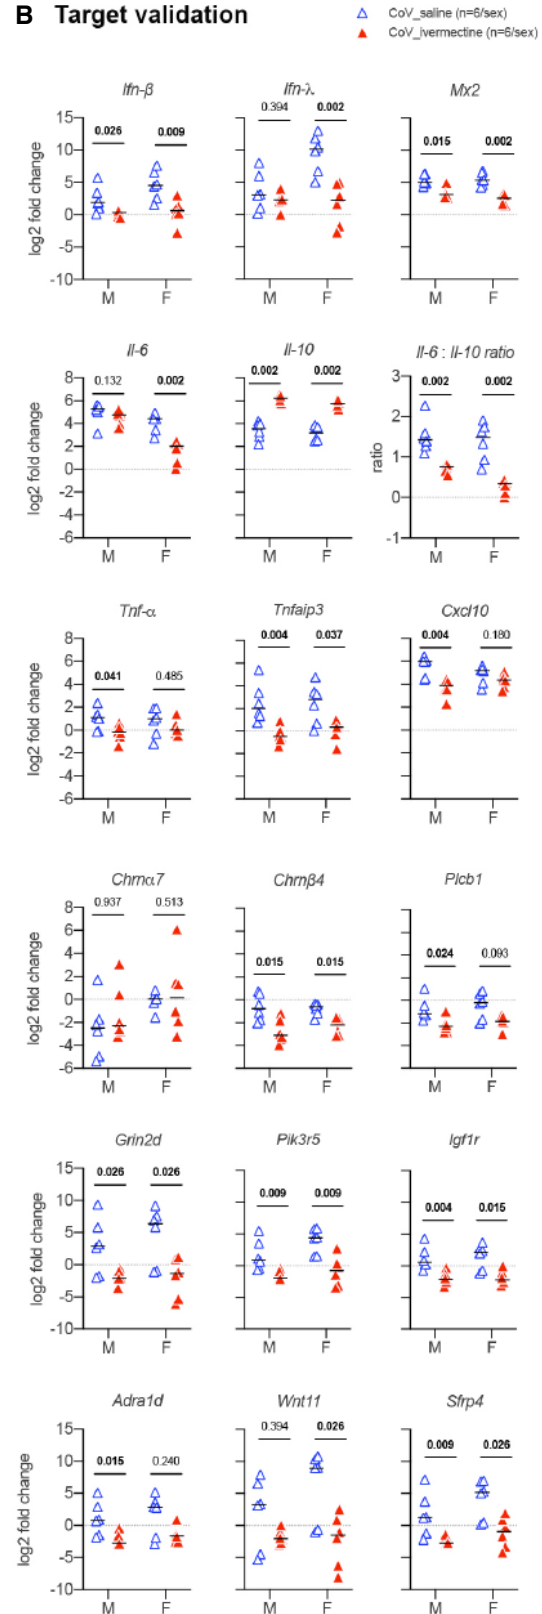 B Target validation
CoV_saline (n=6/sex)
CoV_ivermectine (n=6/sex)
Ifn-β
Ifn-λ
Mx2
0.026
0.009
0.394
0.002
0.015
0.002
log2 fold change
15
10
5
0
-5
-10
M
F
M
F
M
F
Il-6
Il-10
Il-6 : Il-10 ratio
0.132
0.002
0.002
0.002
0.002
0.002
log2 fold change
8
6
4
2
0
-2
-4
-6
ratio
3
2
1
0
-1
M
F
M
F
M
F
Tnf-α
Tnfaip3
Cxcl10
0.041
0.485
0.004
0.037
0.004
0.180
log2 fold change
8
6
4
2
0
-2
-4
-6
M
F
M
F
M
F
Chrnα7
Chrnβ4
Plcb1
0.937
0.513
0.015
0.015
0.024
0.093
log2 fold change
8
6
4
2
0
-2
-4
-6
M
F
M
F
M
F
Grin2d
Pik3r5
Igf1r
0.026
0.026
0.009
0.009
0.004
0.015
log2 fold change
15
10
5
0
-5
-10
M
F
M
F
M
F
Adra1d
Wnt11
Sfrp4
0.015
0.240
0.394
0.026
0.009
0.026
log2 fold change
15
10
5
0
-5
-10
M
F
M
F
M
F